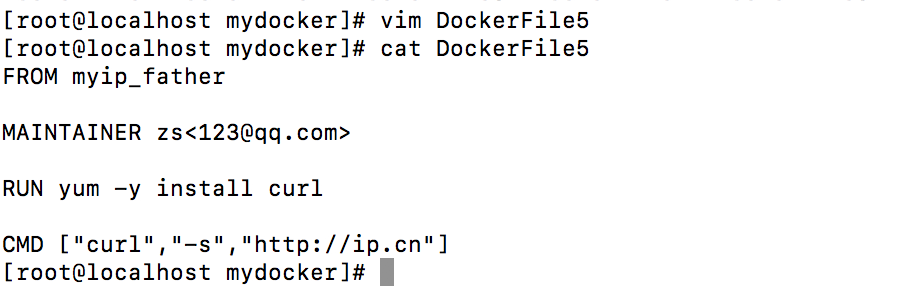 [root@localhost mydocker]# vim DockerFile5
[root@localhost mydocker]# cat DockerFile5
FROM myip_father
MAINTAINER zs<123@qq.com>
RUN yum -y install curl
CMD ["curl","-s","http://ip.cn"]
[root@localhost mydocker]#